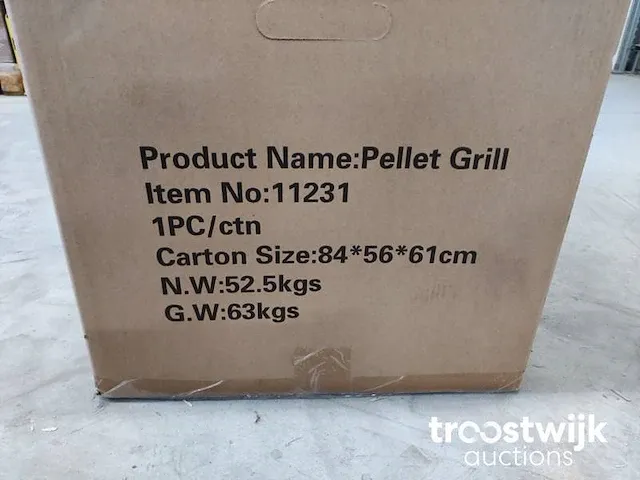 Product Name:Pellet Grill
Item No:11231
1PC/ctn
Carton Size:84*56*61cm
N.W:52.5kgs
G.W:63kgs
troostwijk
auctions